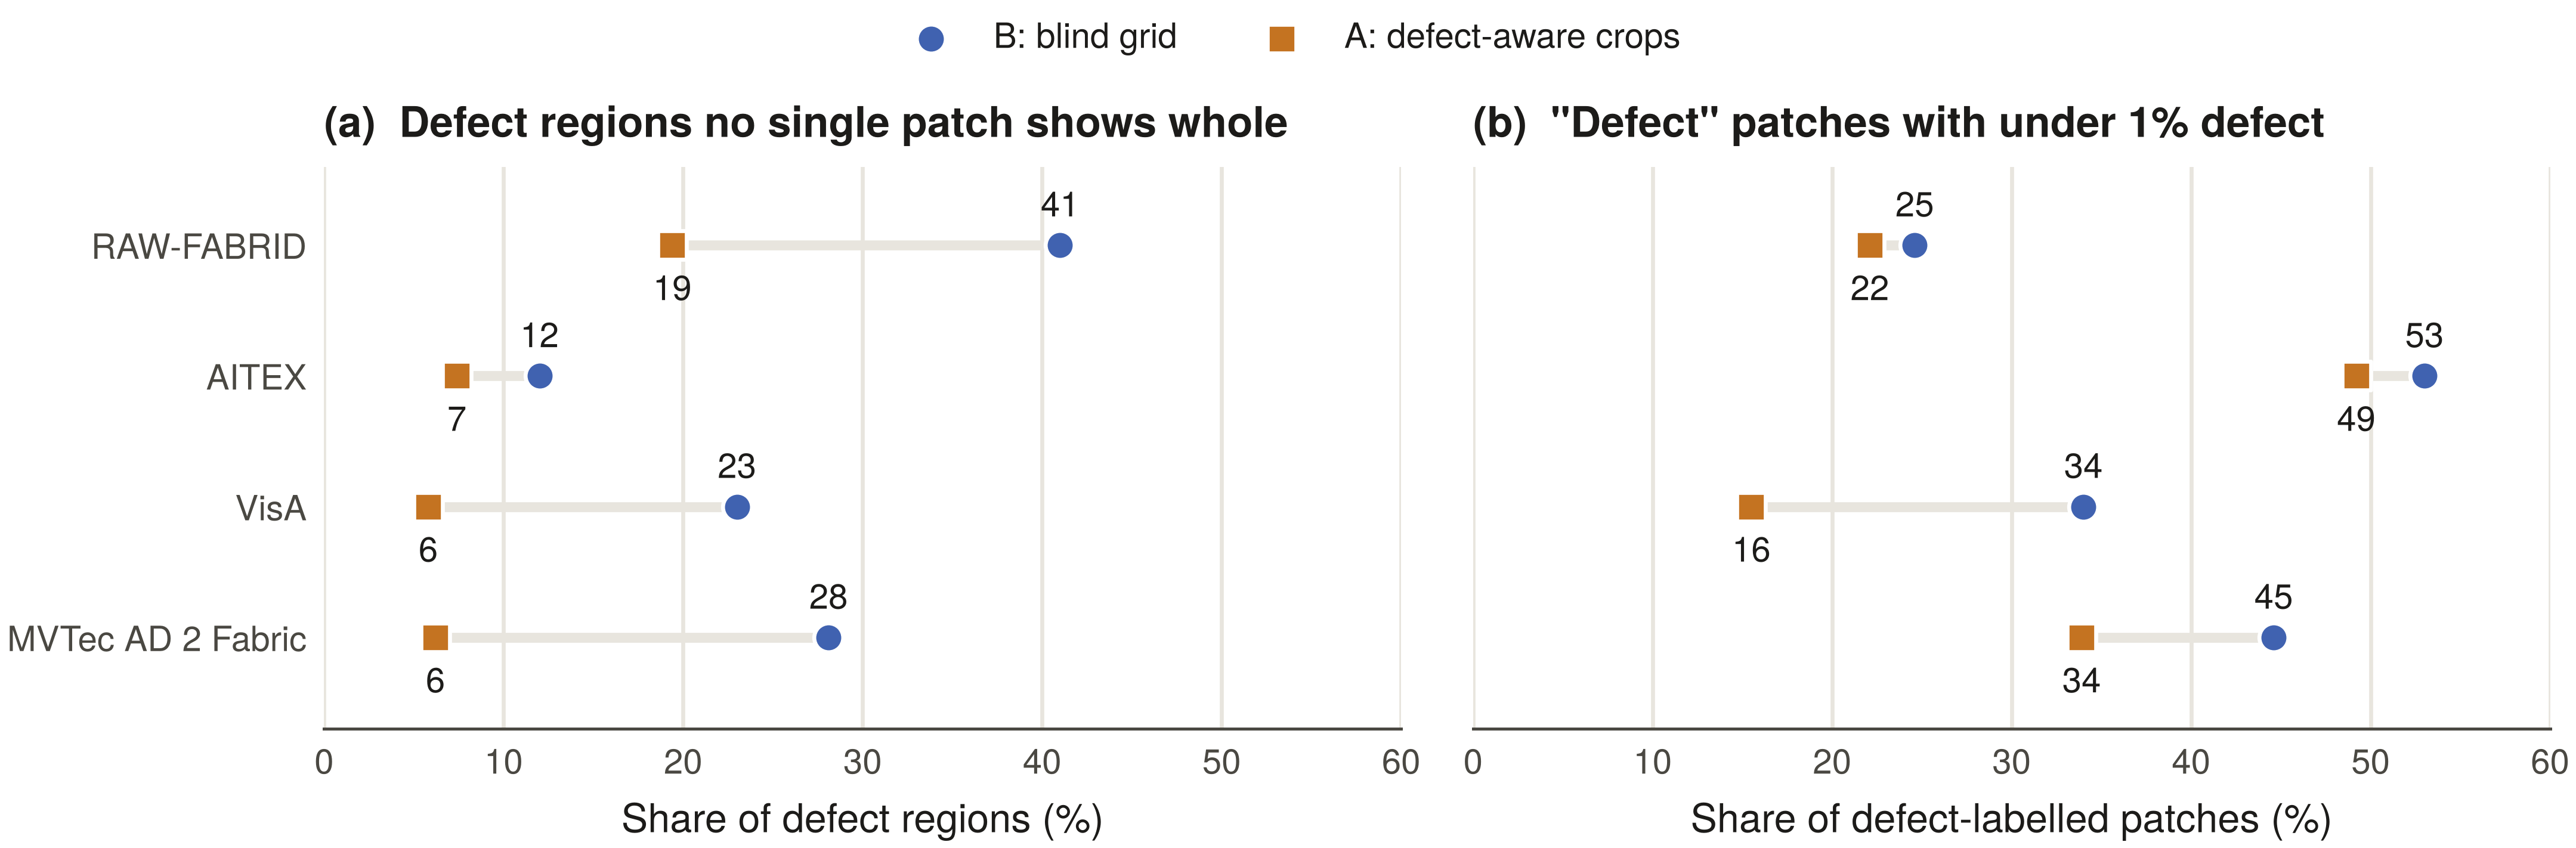 B: blind grid A: defect-aware crops
(a) Defect regions no single patch shows whole
(b) "Defect" patches with under 1% defect
RAW-FABRID
AITEX
VisA
MVTec AD 2 Fabric
41
19
12
7
23
6
28
6
0 10 20 30 40 50 60
Share of defect regions (%)
25
22
53
49
34
16
45
34
0 10 20 30 40 50 60
Share of defect-labelled patches (%)